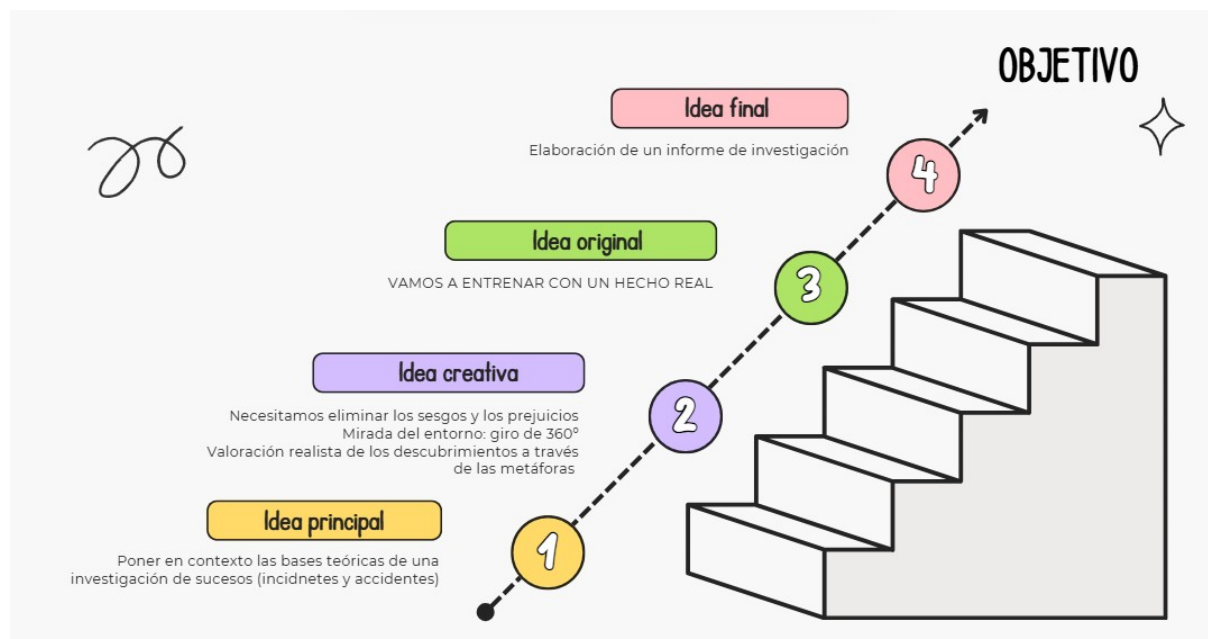 OBJETIVO
Idea final
Elaboración de un informe de investigación
4
Idea original
VAMOS A ENTRENAR CON UN HECHO REAL
3
Idea creativa
Necesitamos eliminar los sesgos y los prejuicios
Mirada del entorno: giro de 360º
Valoración realista de los descubrimientos a través
de las metáforas
2
Idea principal
Poner en contexto las bases teóricas de una
investigación de sucesos (incidnetes y accidentes)
1